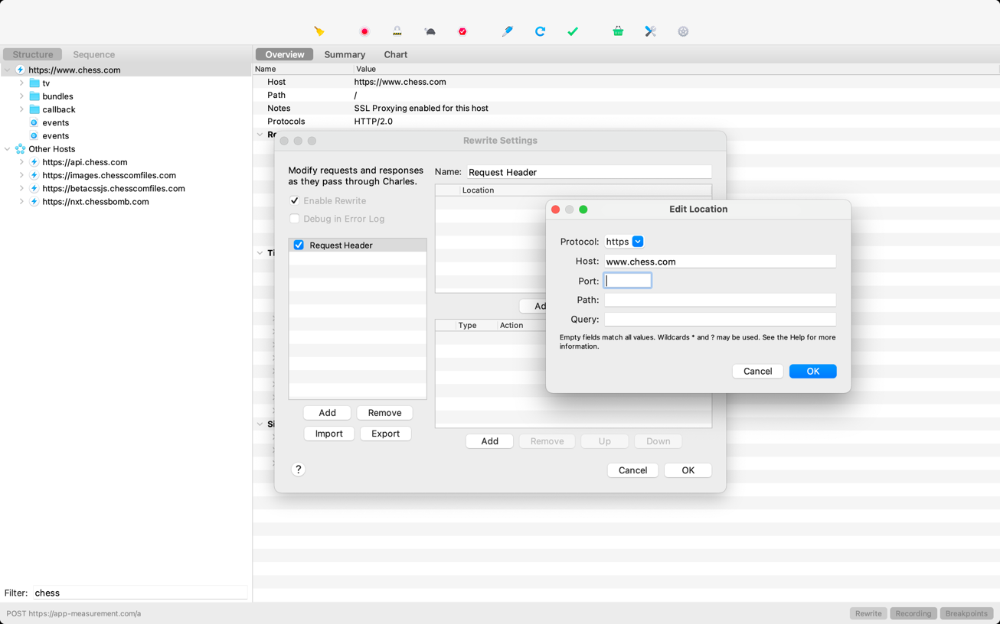 Structure
Sequence
https://www.chess.com
tv
bundles
callback
events
events
Other Hosts
https://api.chess.com
https://images.chesscomfiles.com
https://betacssjs.chesscomfiles.com
https://nxt.chessbomb.com
Filter: chess
Overview Summary Chart
Name Value
Host https://www.chess.com
Path /
Notes SSL Proxying enabled for this host
Protocols HTTP/2.0
Rewrite Settings
Modify requests and responses
as they pass through Charles.
Enable Rewrite
Debug in Error Log
Request Header
Add Remove
Import Export
?
Name: Request Header
Location
Type Action
Add Remove Up Down
Cancel OK
Edit Location
Protocol: https
Host: www.chess.com
Port:
Path:
Query:
Empty fields match all values. Wildcards * and ? may be used. See the Help for more
information.
Cancel OK
POST https://app-measurement.com/a
Rewrite Recording Breakpoints